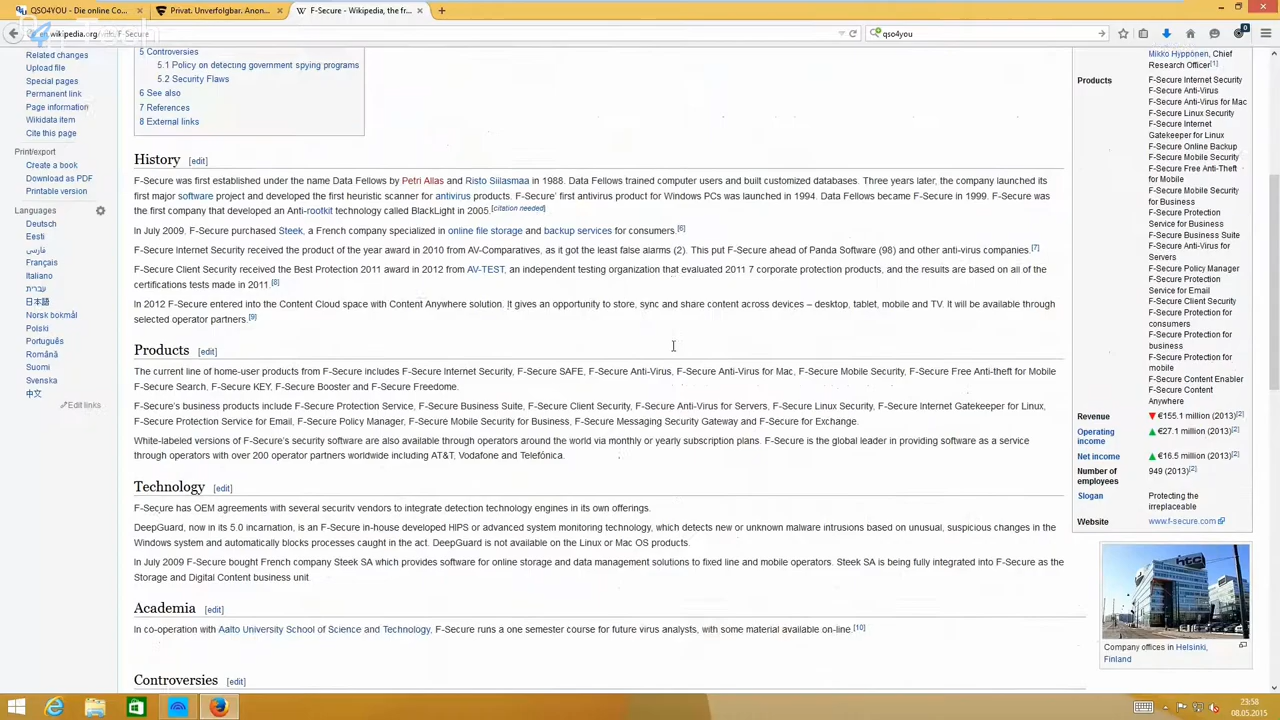 QSO4YOU - Die online Co...
Privat. Unverfolgbar. Anon...
F-Secure - Wikipedia, the fr...
qso4you
Related changes
Upload file
Special pages
Permanent link
Page information
Wikidata item
Cite this page
Print/export
Create a book
Download as PDF
Printable version
Languages
Deutsch
Eesti
فارسی
Français
Italiano
עברית
日本語
Norsk bokmål
Polski
Português
Română
Suomi
Svenska
中文
Edit links
5 Controversies
5.1 Policy on detecting government spying programs
5.2 Security Flaws
6 See also
7 References
8 External links
History [edit]
F-Secure was first established under the name Data Fellows by Petri Allas and Risto Siilasmaa in 1988. Data Fellows trained computer users and built customized databases. Three years later, the company launched its
first major software project and developed the first heuristic scanner for antivirus products. F-Secure's' first antivirus product for Windows PCs was launched in 1994. Data Fellows became F-Secure in 1999. F-Secure was
the first company that developed an Anti-rootkit technology called BlackLight in 2005.[citation needed]
In July 2009. F-Secure purchased Steek, a French company specialized in online file storage and backup services for consumers.[6]
F-Secure Internet Security received the product of the year award in 2010 from AV-Comparatives, as it got the least false alarms (2). This put F-Secure ahead of Panda Software (98) and other anti-virus companies.[7]
F-Secure Client Security received the Best Protection 2011 award in 2012 from AV-TEST, an independent testing organization that evaluated 2011 7 corporate protection products, and the results are based on all of the
certifications tests made in 2011.[8]
In 2012 F-Secure entered into the Content Cloud space with Content Anywhere solution. It gives an opportunity to store, sync and share content across devices – desktop, tablet, mobile and TV. It will be available through
selected operator partners.[9]
Products [edit]
The current line of home-user products from F-Secure includes F-Secure Internet Security, F-Secure SAFE, F-Secure Anti-Virus, F-Secure Anti-Virus for Mac, F-Secure Mobile Security, F-Secure Free Anti-theft for Mobile
F-Secure Search, F-Secure KEY, F-Secure Booster and F-Secure Freedome.
F-Secure's business products include F-Secure Protection Service, F-Secure Business Suite, F-Secure Client Security, F-Secure Anti-Virus for Servers, F-Secure Linux Security, F-Secure Internet Gatekeeper for Linux,
F-Secure Protection Service for Email, F-Secure Policy Manager, F-Secure Mobile Security for Business, F-Secure Messaging Security Gateway and F-Secure for Exchange.
White-labeled versions of F-Secure's security software are also available through operators around the world via monthly or yearly subscription plans. F-Secure is the global leader in providing software as a service
through operators with over 200 operator partners worldwide including AT&T, Vodafone and Telefónica.
Technology [edit]
F-Secure has OEM agreements with several security vendors to integrate detection technology engines in its own offerings.
DeepGuard, now in its 5.0 incarnation, is an F-Secure in-house developed HIPS or advanced system monitoring technology, which detects new or unknown malware intrusions based on unusual, suspicious changes in the
Windows system and automatically blocks processes caught in the act. DeepGuard is not available on the Linux or Mac OS products.
In July 2009 F-Secure bought French company Steek SA which provides software for online storage and data management solutions to fixed line and mobile operators. Steek SA is being fully integrated into F-Secure as the
Storage and Digital Content business unit.
Academia [edit]
In co-operation with Aalto University School of Science and Technology, F-Secure runs a one semester course for future virus analysts, with some material available on-line.[10]
Controversies [edit]
Mikko Hyppönen, Chief
Research Officer[1]
Products
F-Secure Internet Security
F-Secure Anti-Virus
F-Secure Anti-Virus for Mac
F-Secure Linux Security
F-Secure Internet
Gatekeeper for Linux
F-Secure Online Backup
F-Secure Mobile Security
F-Secure Free Anti-Theft
for Mobile
F-Secure Mobile Security
for Business
F-Secure Protection
Service for Business
F-Secure Business Suite
F-Secure Anti-Virus for
Servers
F-Secure Policy Manager
F-Secure Protection
Service for Email
F-Secure Client Security
F-Secure Protection for
consumers
F-Secure Protection for
business
F-Secure Protection for
mobile
F-Secure Content Enabler
F-Secure Content
Anywhere
Revenue ▼ €155.1 million (2013)[2]
Operating income ▲ €27.1 million (2013)[2]
Net income ▲ €16.5 million (2013)[2]
Number of employees 949 (2013)[2]
Slogan Protecting the
irreplaceable
Website www.f-secure.com
Company offices in Helsinki,
Finland
23:58
08.05.2015